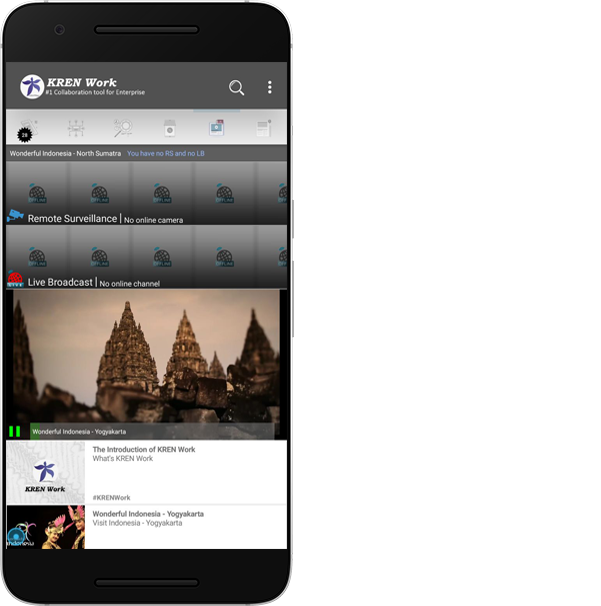 KREN Work
#1 Collaboration tool for Enterprise
28
Wonderful Indonesia - North Sumatra You have no RS and no LB
Remote Surveillance | No online camera
Live Broadcast | No online channel
Wonderful Indonesia - Yogyakarta
The Introduction of KREN Work
What's KREN Work
KREN Work
#KRENWork
Wonderful Indonesia - Yogyakarta
Visit Indonesia - Yogyakarta